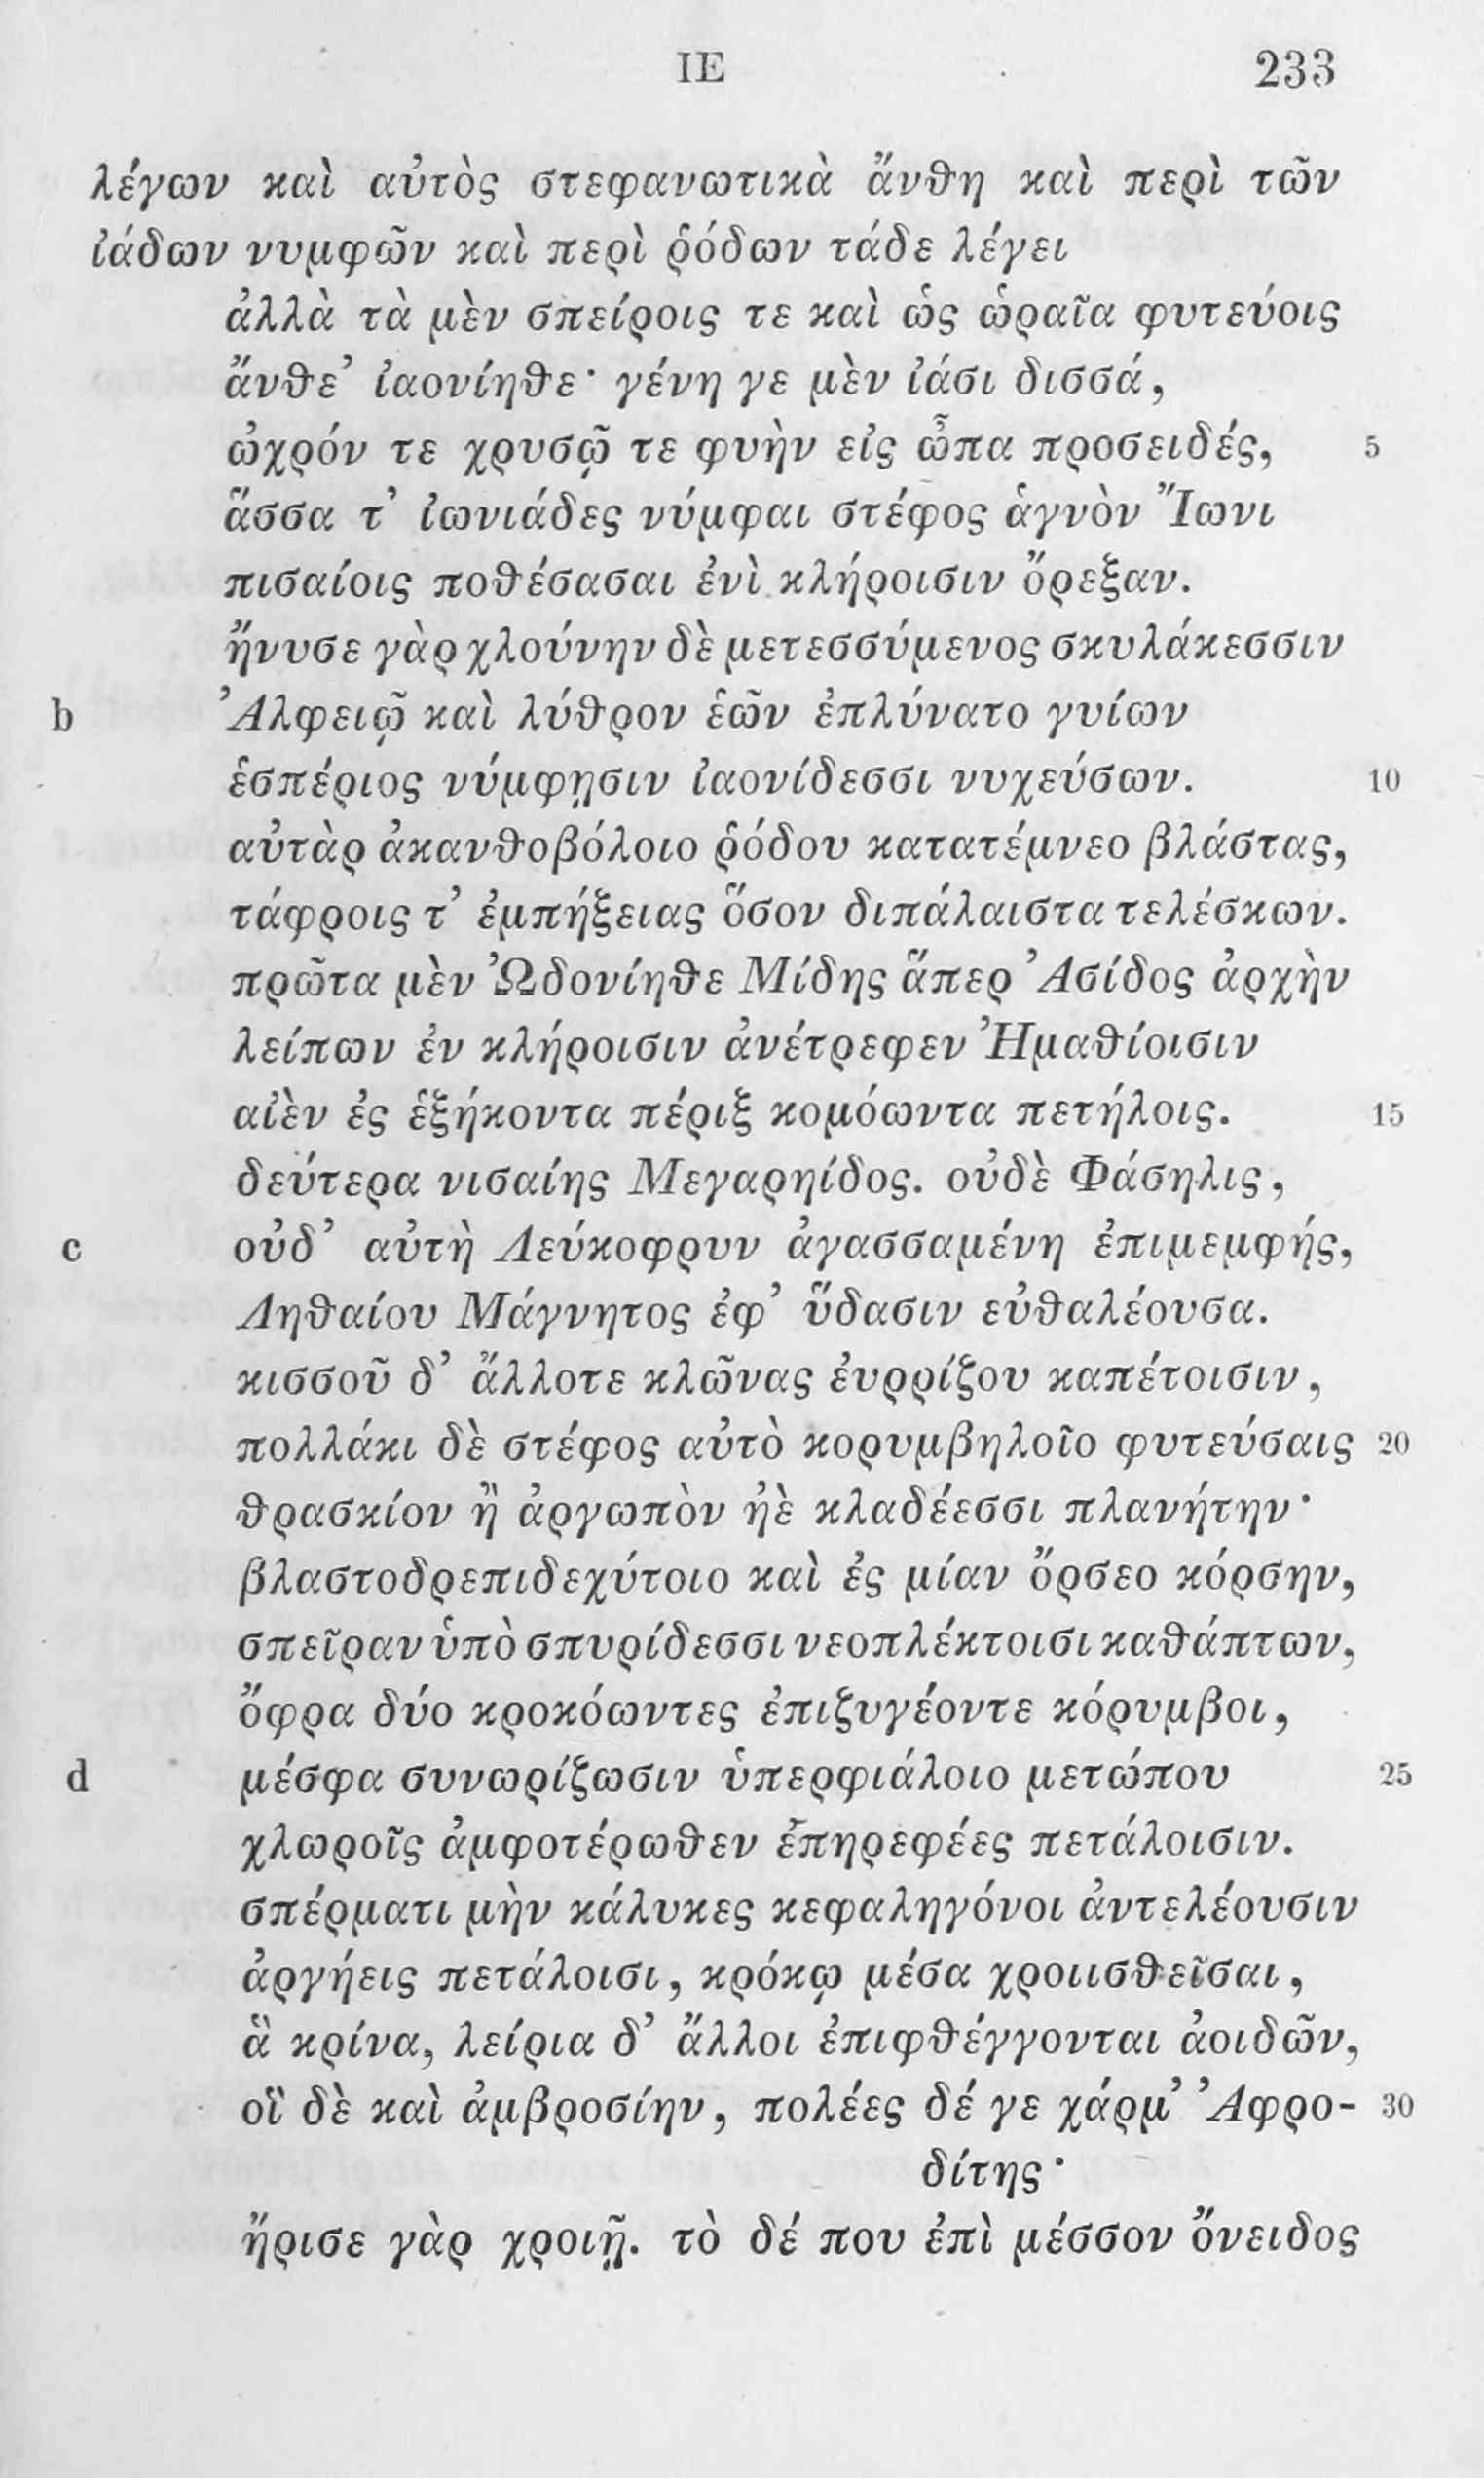 ΙΕ 233
λέγων καὶ αὐτὸς στεφανωτικὰ ἄνθη καὶ περὶ τῶν
ἰάδων νυμφῶν καὶ περὶ ῥόδων τάδε λέγει
ἀλλὰ τὰ μὲν σπείροις τε καὶ ὡς ὡραῖα φυτεύοις
ἄνθε’ ἰαονίηθε· γένη γε μὲν ἰάσι δισσά,
ὠχρόν τε χρυσῷ τε φυὴν εἰς ὦπα προσειδές, 5
ἅσσα τ’ ἰωνιάδες νύμφαι στέφος ἁγνὸν Ἴωνι
πισαίοις ποθέσασαι ἐνὶ κλήροισιν ὄρεξαν.
ἤνυσε γὰρ χλούνην δὲ μετεσσύμενος σκυλάκεσσιν
b Ἀλφειῷ καὶ λύθρον ἑῶν ἐπλύνατο γυίων
ἑσπέριος νύμφῃσιν ἰαονίδεσσι νυχεύσων. 10
αὐτὰρ ἀκανθοβόλοιο ῥόδου κατατέμνεο βλάστας,
τάφροις τ’ ἐμπήξειας ὅσον διπάλαιστα τελέσκων.
πρῶτα μὲν Ὠδονίηθε Μίδης ἅπερ Ἀσίδος ἀρχὴν
λείπων ἐν κλήροισιν ἀνέτρεφεν Ἠμαθίοισιν
αἰὲν ἐς ἑξήκοντα πέριξ κομόωντα πετήλοις. 15
δεύτερα νισαίης Μεγαρηίδος. οὐδὲ Φάσηλις,
c οὐδ’ αὐτὴ Λεύκοφρυν ἀγασσαμένη ἐπιμεμφής,
Ληθαίου Μάγνητος ἐφ’ ὕδασιν εὐθαλέουσα.
κισσοῦ δ’ ἄλλοτε κλῶνας ἐυρρίζου καπέτοισιν,
πολλάκι δὲ στέφος αὐτὸ κορυμβηλοῖο φυτεύσαις 20
θρασκίον ἢ ἀργωπὸν ἠὲ κλαδέεσσι πλανήτην·
βλαστοδρεπιδεχύτοιο καὶ ἐς μίαν ὄρσεο κόρσην,
σπεῖραν ὑπὸ σπυρίδεσσι νεοπλέκτοισι καθάπτων,
ὄφρα δύο κροκόωντες ἐπιζυγέοντε κόρυμβοι,
d μέσφα συνωρίζωσιν ὑπερφιάλοιο μετώπου 25
χλωροῖς ἀμφοτέρωθεν ἐπηρεφέες πετάλοισιν.
σπέρματι μὴν κάλυκες κεφαληγόνοι ἀντελέουσιν
ἀργήεις πετάλοισι, κρόκῳ μέσα χροιισθεῖσαι,
ἃ κρίνα, λείρια δ’ ἄλλοι ἐπιφθέγγονται ἀοιδῶν,
οἳ δὲ καὶ ἀμβροσίην, πολέες δέ γε χάρμ’ Ἀφρο- 30
δίτης·
ἤρισε γὰρ χροιῇ. τὸ δέ που ἐπὶ μέσσον ὄνειδος